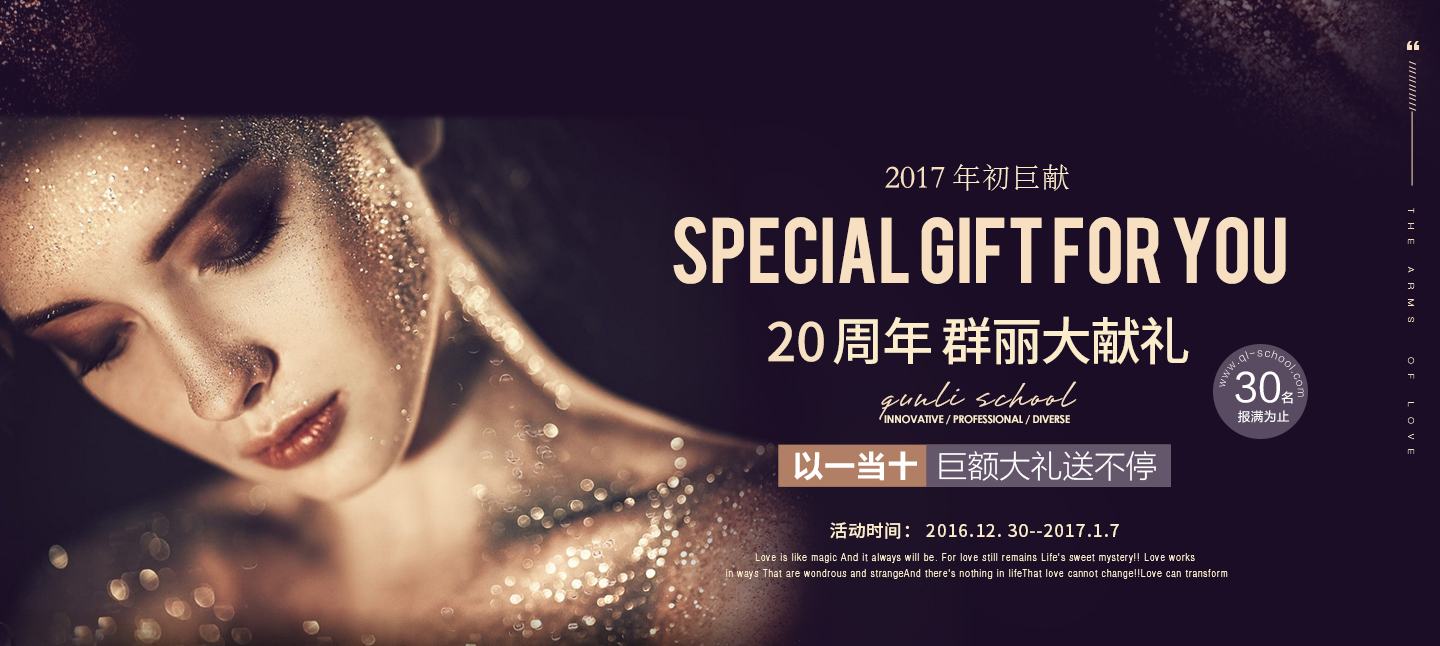 2017 年初巨献
SPECIAL GIFT FOR YOU
20周年 群丽大献礼
qunli school
INNOVATIVE / PROFESSIONAL / DIVERSE
以一当十 巨额大礼送不停
www.ql-school.com
30名
报满为止
活动时间： 2016.12. 30--2017.1.7
Love is like magic And it always will be. For love still remains Life's sweet mystery!! Love works
in ways That are wondrous and strangeAnd there's nothing in lifeThat love cannot change!!Love can transform
“
THE ARMS OF LOVE